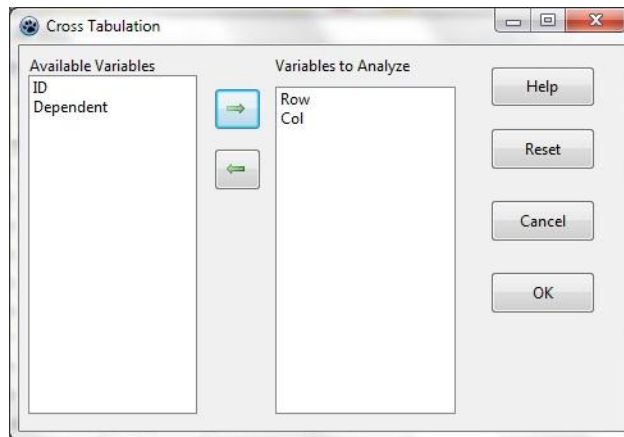 Cross Tabulation
Available Variables
ID
Dependent
Variables to Analyze
Row
Col
Help
Reset
Cancel
OK